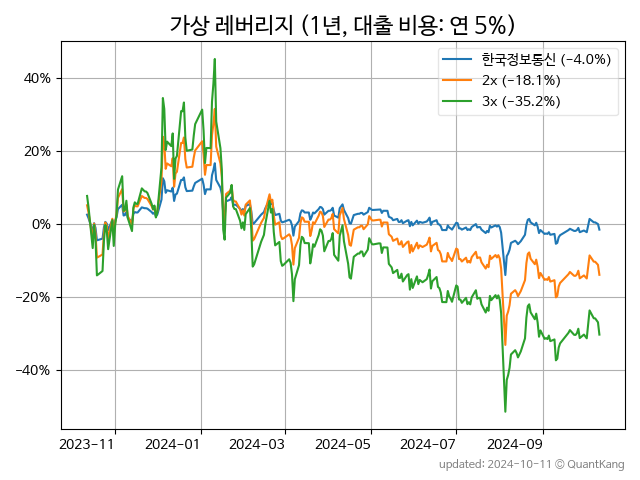 가상 레버리지 (1년, 대출 비용: 연 5%)
한국정보통신 (−4.0%)
2x (−18.1%)
3x (−35.2%)
40%
20%
0%
−20%
−40%
2023-11 2024-01 2024-03 2024-05 2024-07 2024-09
updated: 2024-10-11 © QuantKang